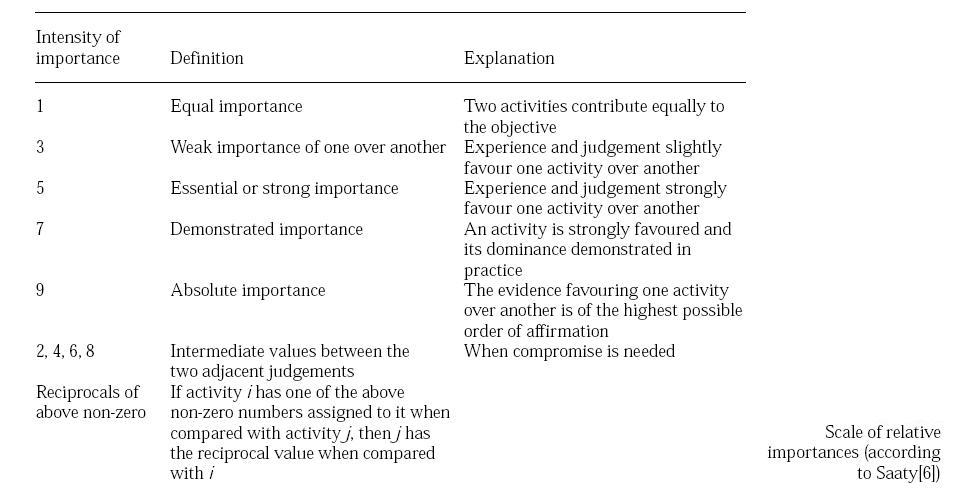 Intensity of
importance Definition Explanation
1 Equal importance Two activities contribute equally to
the objective
3 Weak importance of one over another Experience and judgement slightly
favour one activity over another
5 Essential or strong importance Experience and judgement strongly
favour one activity over another
7 Demonstrated importance An activity is strongly favoured and
its dominance demonstrated in
practice
9 Absolute importance The evidence favouring one activity
over another is of the highest possible
order of affirmation
2, 4, 6, 8 Intermediate values between the When compromise is needed
two adjacent judgements
Reciprocals of If activity i has one of the above
above non-zero non-zero numbers assigned to it when
compared with activity j, then j has
the reciprocal value when compared
with i
Scale of relative
importances (according
to Saaty[6])